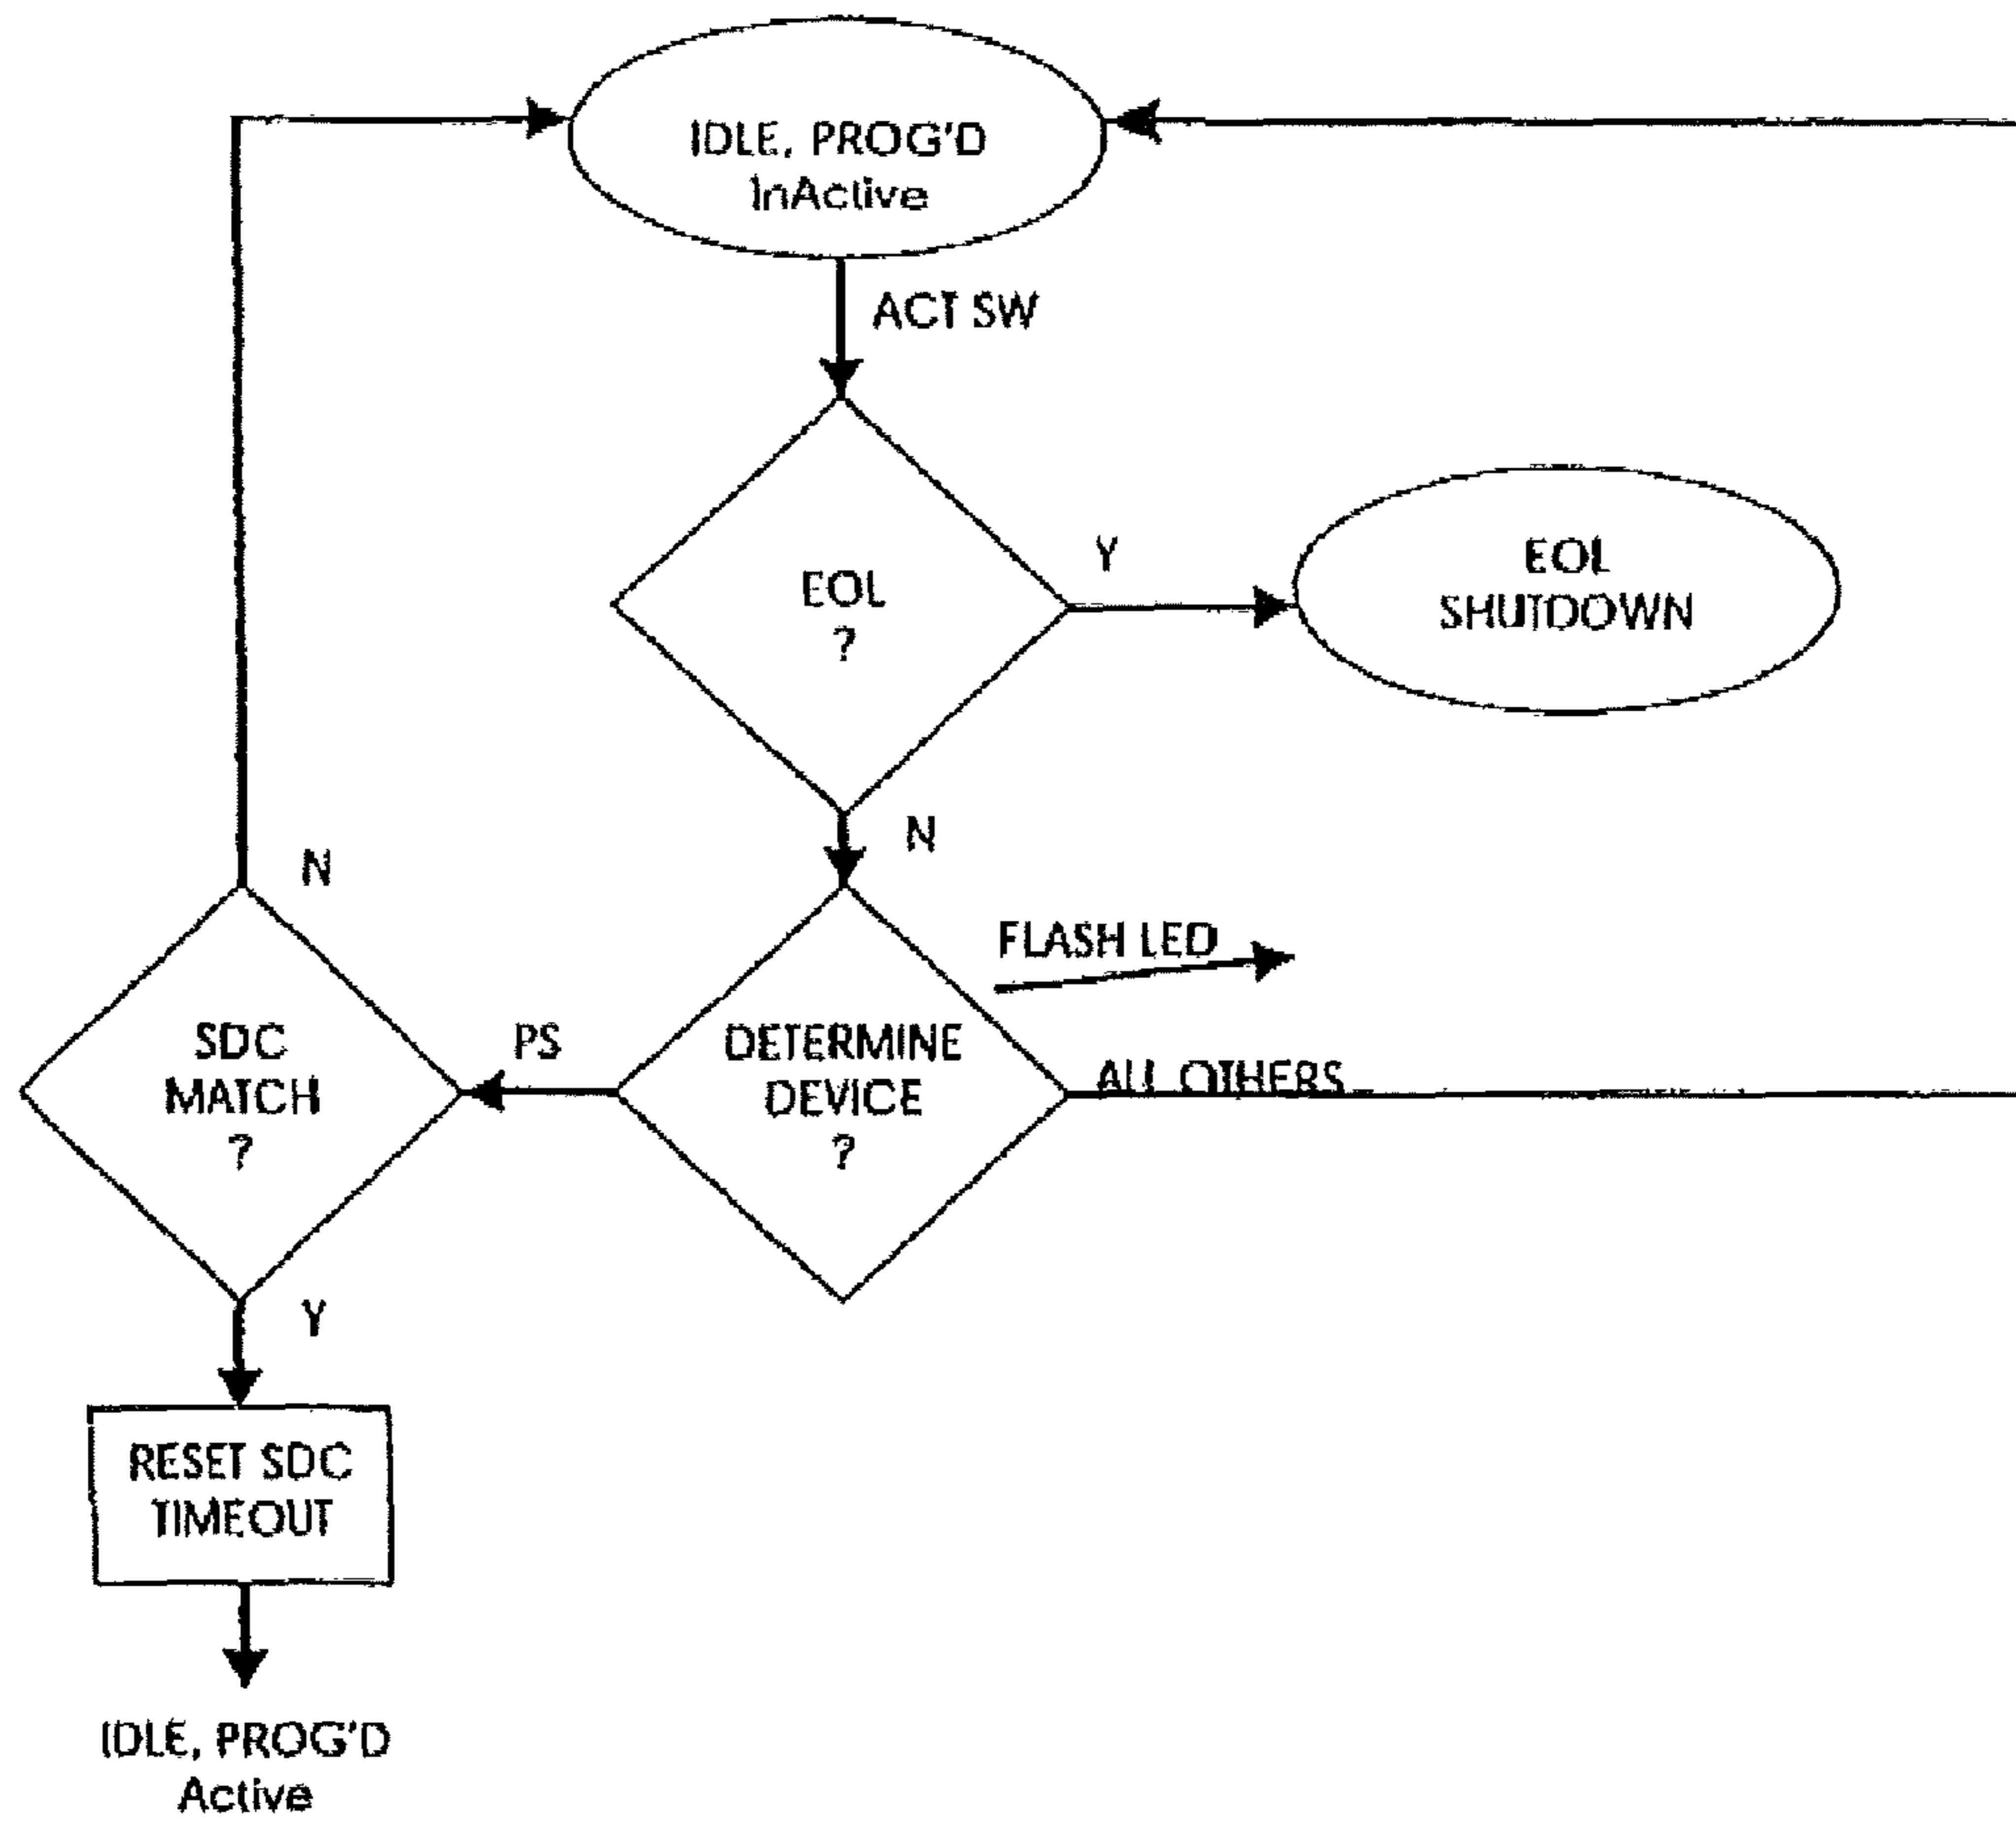 IDLE, PROG'D
InActive
ACT SW
EOL
?
Y
EOL
SHUTDOWN
N
N
FLASH LED
SDC
MATCH
?
PS
DETERMINE
DEVICE
?
ALL OTHERS
Y
RESET SDC
TIMEOUT
IDLE, PROG'D
Active